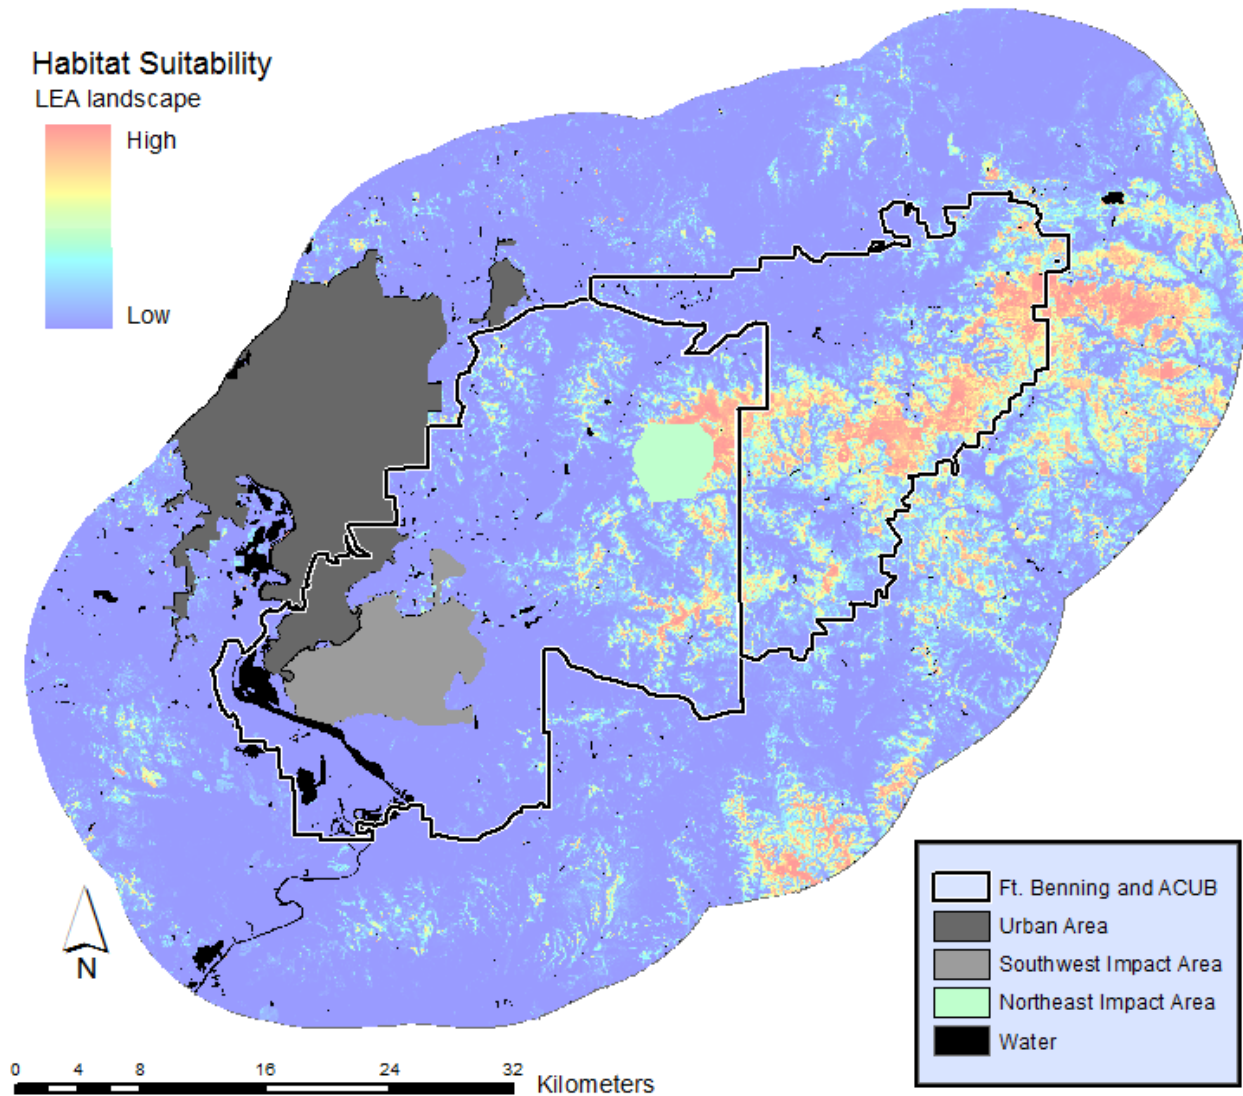 Habitat Suitability
LEA landscape
High
Low
N
Ft. Benning and ACUB
Urban Area
Southwest Impact Area
Northeast Impact Area
Water
0 4 8 16 24 32
Kilometers